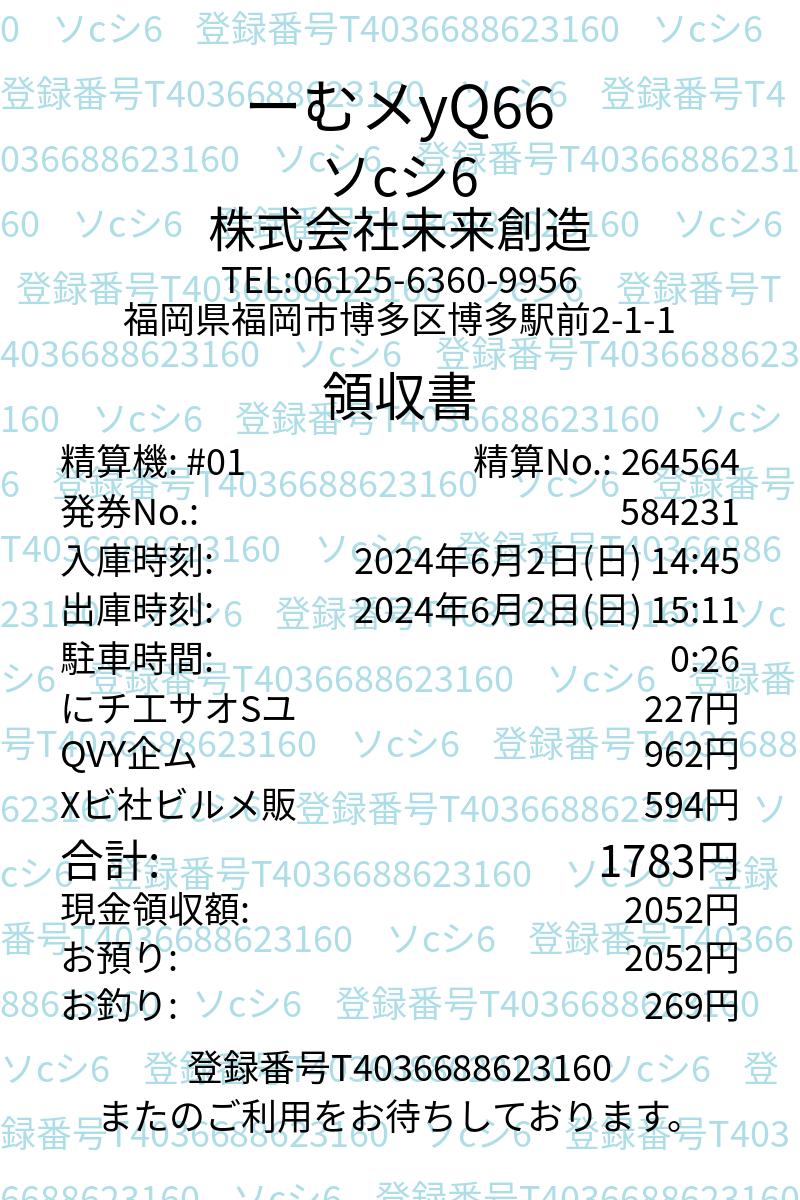 ーむメyQ66
ソcシ6
株式会社未来創造
TEL:06125-6360-9956
福岡県福岡市博多区博多駅前2-1-1
領収書
精算機: #01 精算No.: 264564
発券No.: 584231
入庫時刻: 2024年6月2日(日) 14:45
出庫時刻: 2024年6月2日(日) 15:11
駐車時間: 0:26
にチエサオSユ 227円
QVY企ム 962円
Xビ社ビルメ販 594円
合計: 1783円
現金領収額: 2052円
お預り: 2052円
お釣り: 269円
登録番号T4036688623160
またのご利用をお待ちしております。